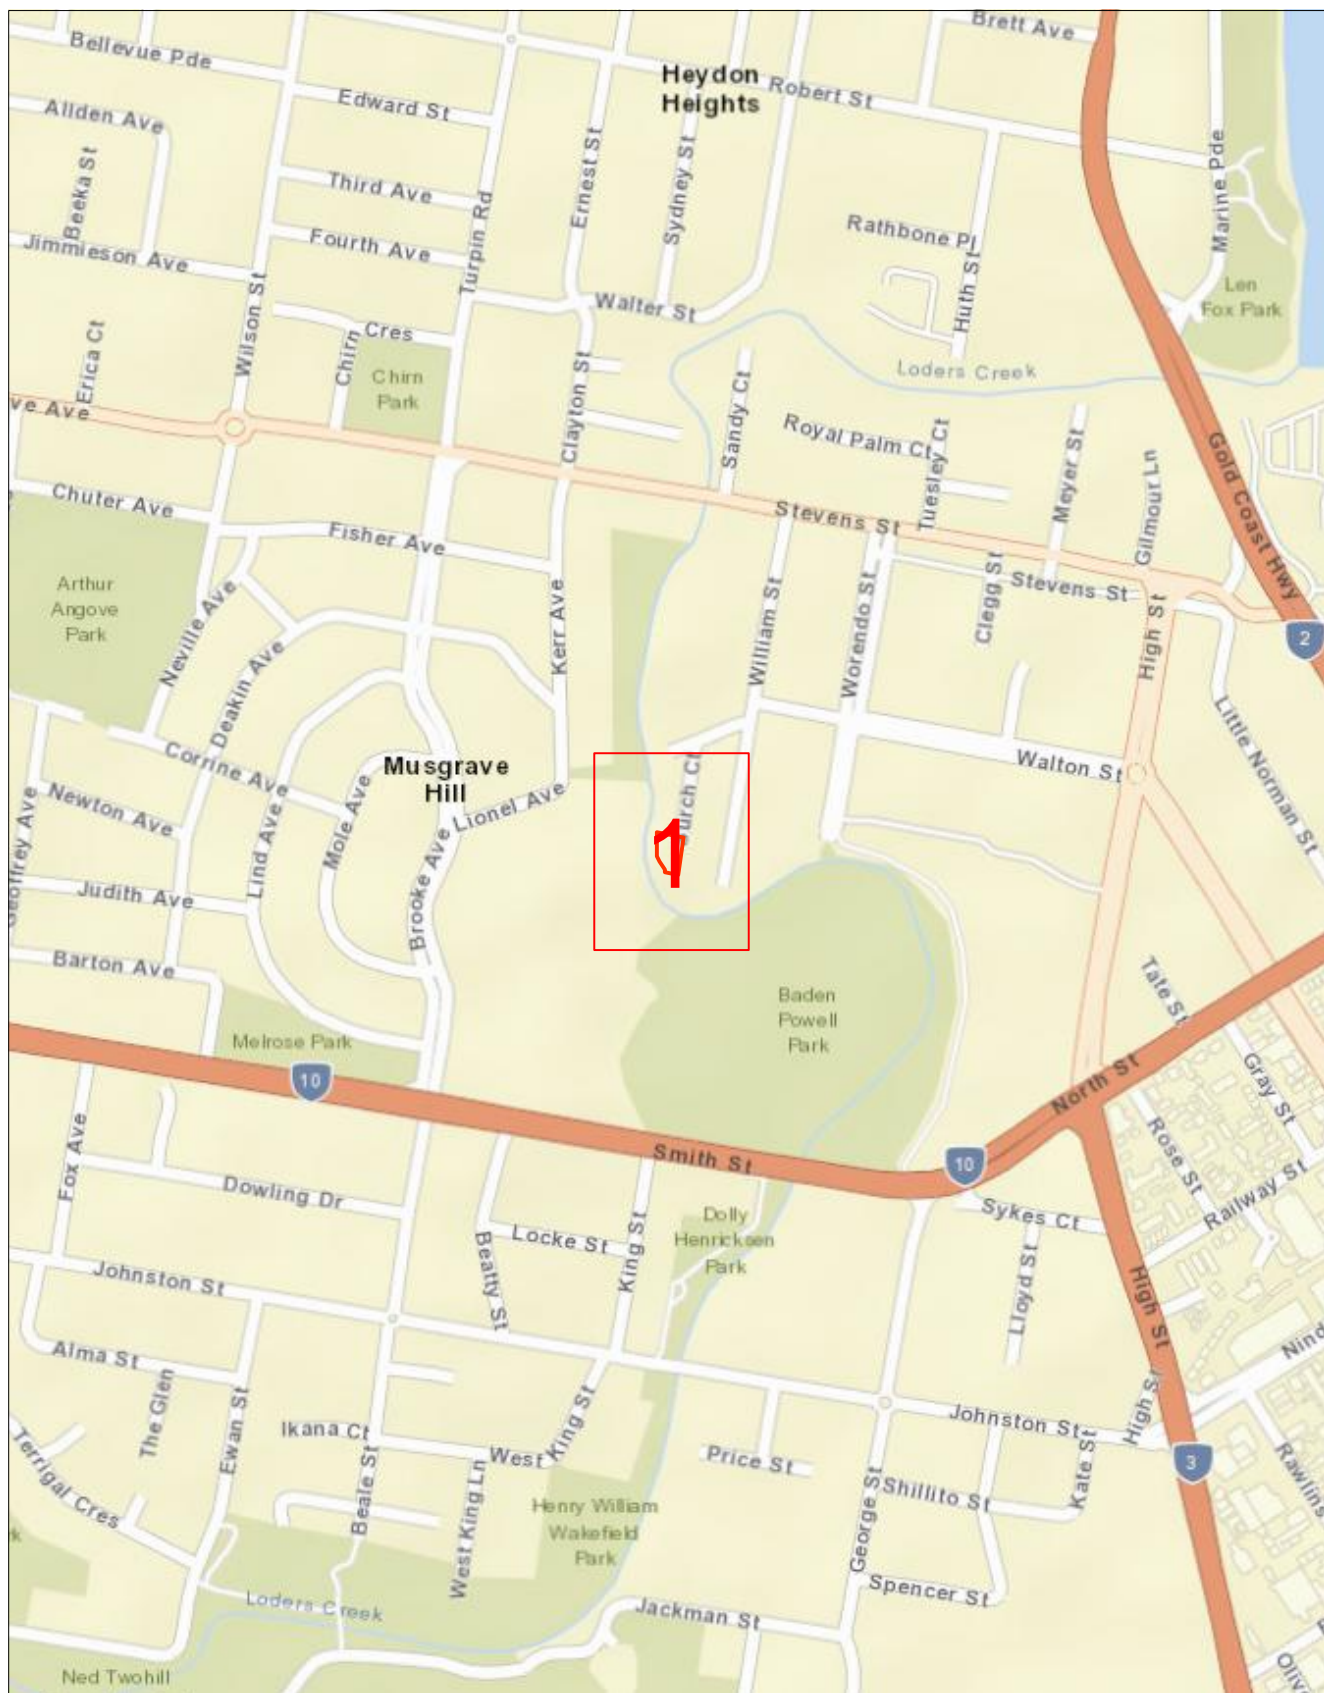 Brett Ave
Bellevue Pde
Heydon
Heights
Robert St
Edward St
Allden Ave
Ernest St
Sydney St
Marine Pde
Beeka St
Third Ave
Turpin Rd
Rathbone Pl
Fourth Ave
Jimmieson Ave
Huth St
Len
Fox Park
Walter St
Wilson St
Cres
Chirn
Erica Ct
Loders Creek
Chirn
Park
Clayton St
Sandy Ct
ve Ave
Royal Palm Ct
Tuesley Ct
Meyer St
Gilmour Ln
Gold Coast Hwy
Chuter Ave
Stevens St
Fisher Ave
Arthur
Angove
Park
Stevens St
Clegg St
Neville Ave
Kerr Ave
William St
Worendo St
High St
2
Deakin Ave
Little Norman St
Corrine Ave
Musgrave
Hill
Walton St
Newton Ave
Lionel Ave
Mole Ave
Lind Ave
Geoffrey Ave
urch Ct
1
Judith Ave
Brooke Ave
Barton Ave
Tate St
Baden
Powell
Park
Melrose Park
10
North St
Gray St
Fox Ave
Smith St
10
Rose St
Railway St
Dowling Dr
Dolly
Henricksen
Park
Sykes Ct
Locke St
King St
Beatty St
Lloyd St
Johnston St
High St
Nind
Alma St
The Glen
Ewan St
Ikana Ct
West King St
Johnston St
High St
Price St
Kate St
3
Rawlins
Terrigal Cres
Beale St
West King Ln
Shillito St
Henry William
Wakefield
Park
George St
k
Spencer St
Loders Creek
Jackman St
Ned Twohill
Oliv